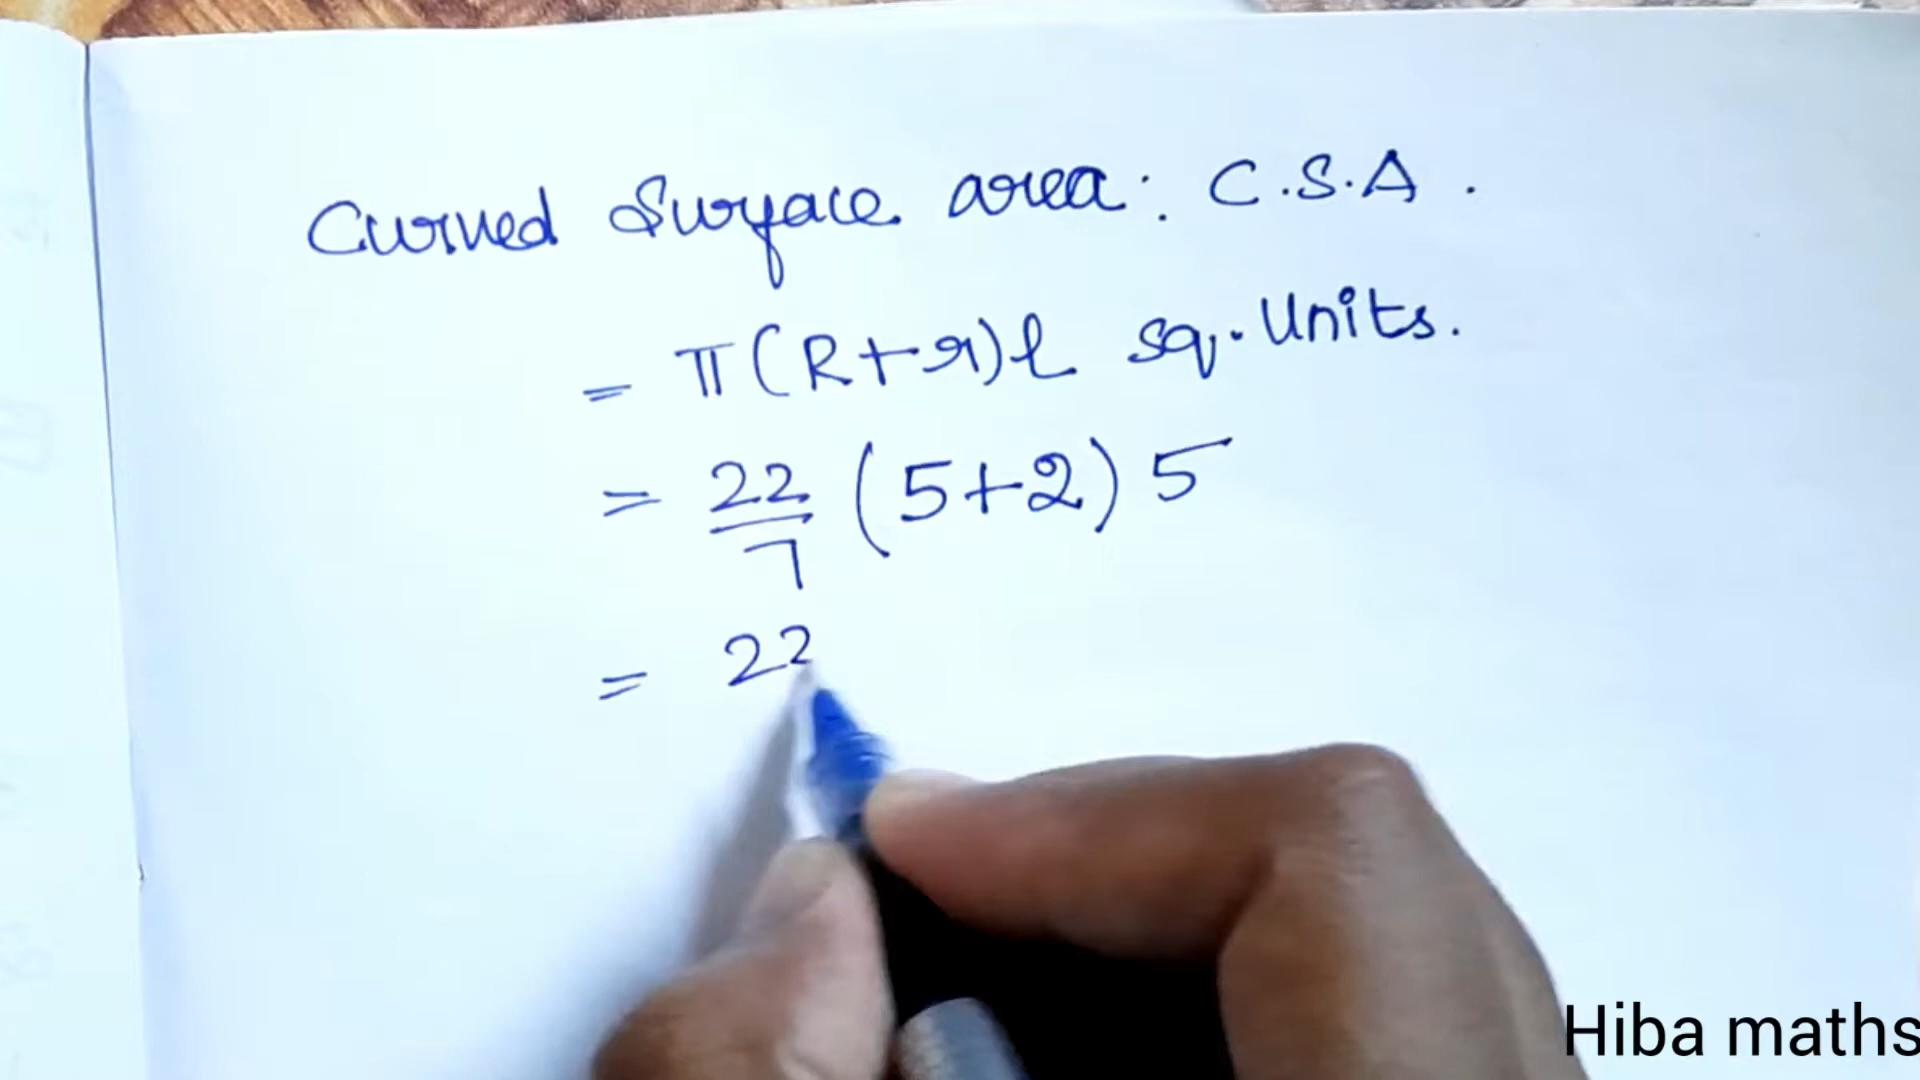 Curved Surface area: C.S.A.
= π(R+r)l sq. Units.
= 22/7 (5+2) 5
= 22
Hiba maths